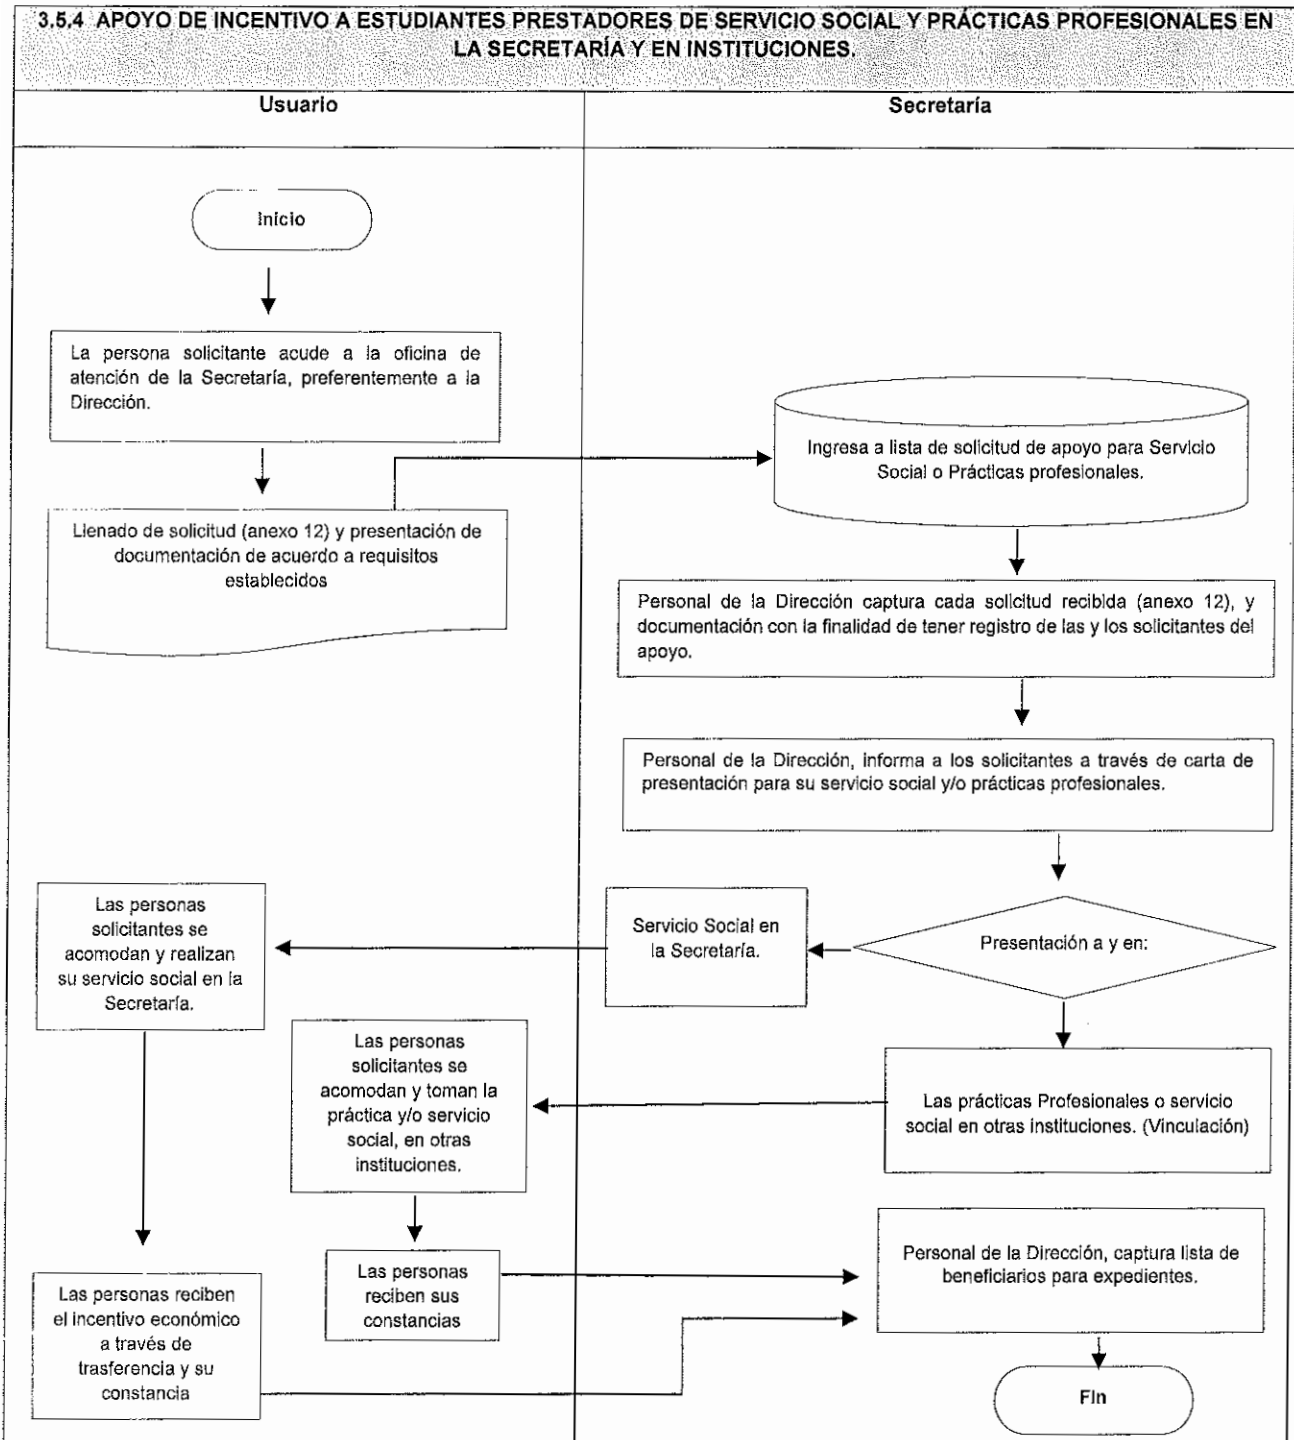 3.5.4 APOYO DE INCENTIVO A ESTUDIANTES PRESTADORES DE SERVICIO SOCIAL Y PRÁCTICAS PROFESIONALES EN
LA SECRETARÍA Y EN INSTITUCIONES.
Usuario
Secretaría
Inicio
La persona solicitante acude a la oficina de
atención de la Secretaría, preferentemente a la
Dirección.
Llenado de solicitud (anexo 12) y presentación de
documentación de acuerdo a requisitos
establecidos
Ingresa a lista de solicitud de apoyo para Servicio
Social o Prácticas profesionales.
Personal de la Dirección captura cada solicitud recibida (anexo 12), y
documentación con la finalidad de tener registro de las y los solicitantes del
apoyo.
Personal de la Dirección, informa a los solicitantes a través de carta de
presentación para su servicio social y/o prácticas profesionales.
Presentación a y en:
Servicio Social en
la Secretaría.
Las personas
solicitantes se
acomodan y realizan
su servicio social en la
Secretaría.
Las prácticas Profesionales o servicio
social en otras instituciones. (Vinculación)
Las personas
solicitantes se
acomodan y toman la
práctica y/o servicio
social, en otras
instituciones.
Las personas
reciben sus
constancias
Las personas reciben
el incentivo económico
a través de
trasferencia y su
constancia
Personal de la Dirección, captura lista de
beneficiarios para expedientes.
Fin